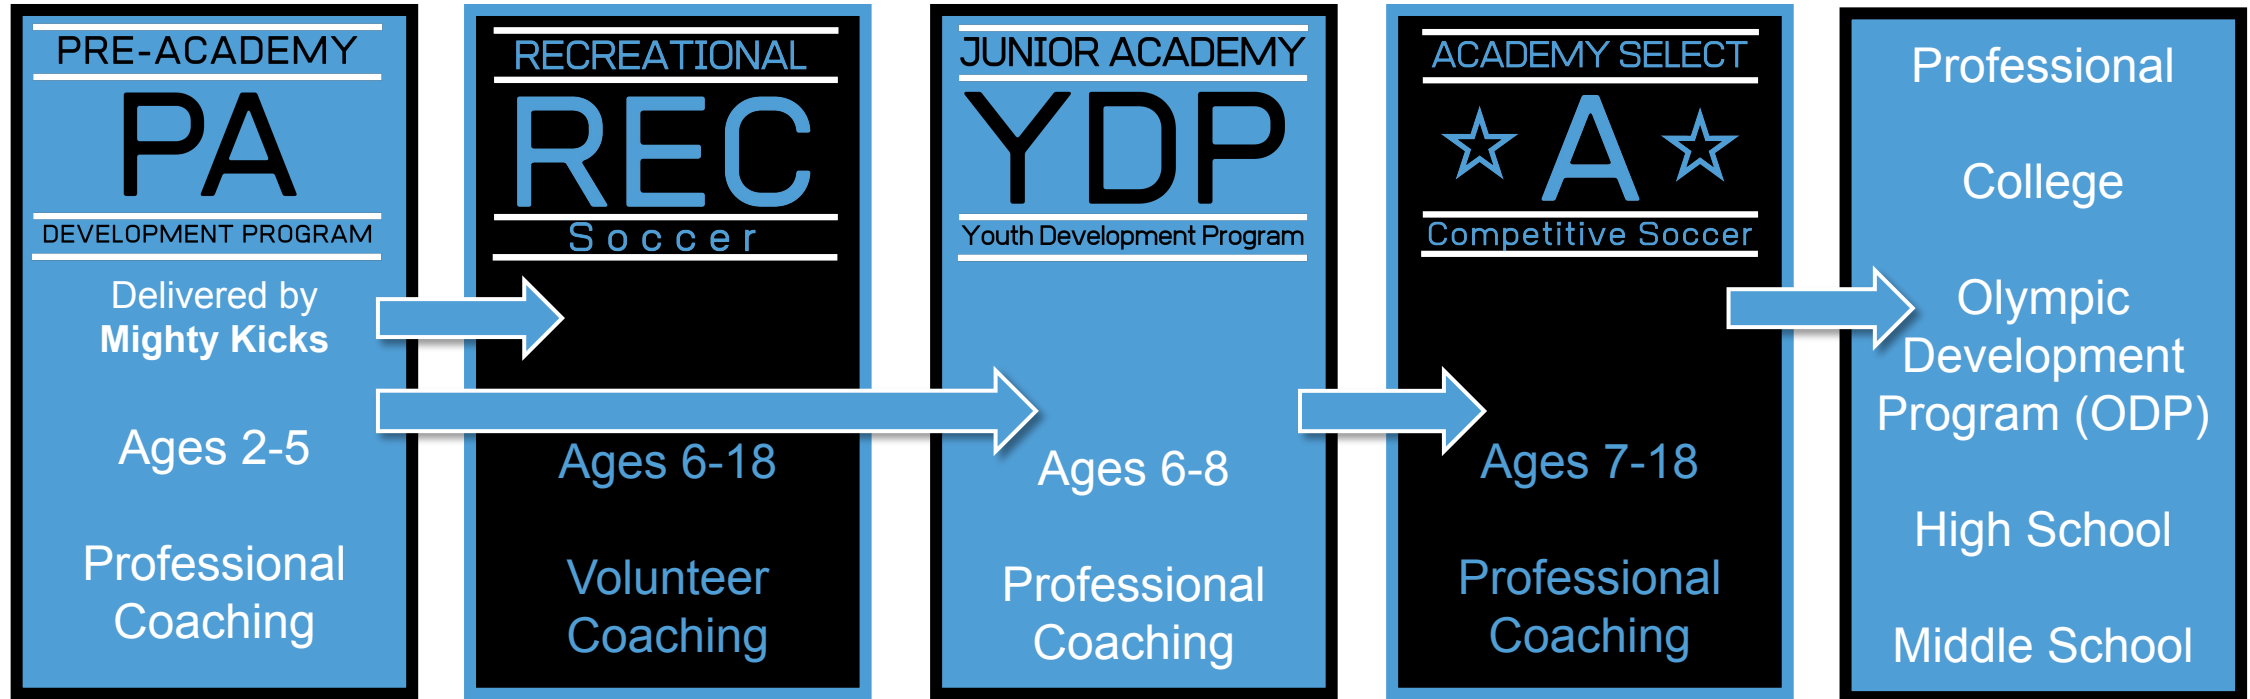 PRE-ACADEMY
PA
DEVELOPMENT PROGRAM
Delivered by
Mighty Kicks
Ages 2-5
Professional
Coaching
RECREATIONAL
REC
Soccer
Ages 6-18
Volunteer
Coaching
JUNIOR ACADEMY
YDP
Youth Development Program
Ages 6-8
Professional
Coaching
ACADEMY SELECT
A
Competitive Soccer
Ages 7-18
Professional
Coaching
Professional
College
Olympic
Development
Program (ODP)
High School
Middle School